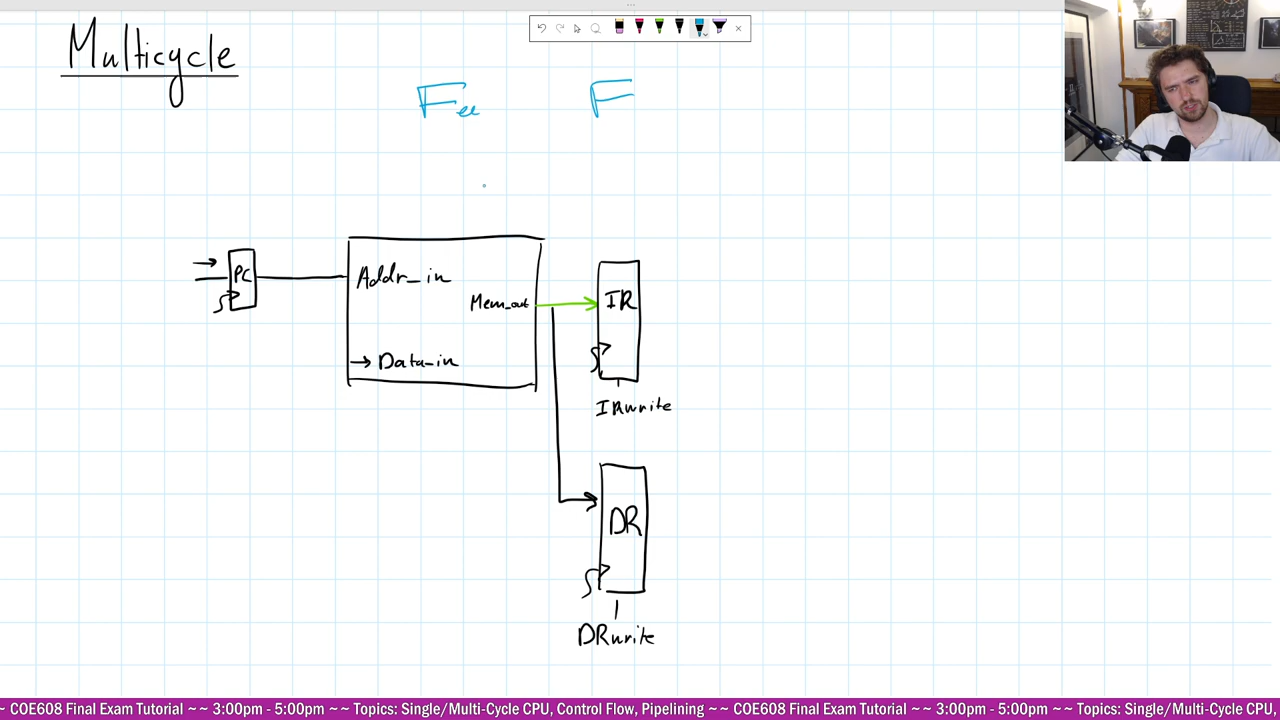 Multicycle
Fee F
PC
Addr_in
Mem_out
→ Data_in
IR
IRwrite
DR
DRwrite
~ COE608 Final Exam Tutorial ~~ 3:00pm - 5:00pm ~~ Topics: Single/Multi-Cycle CPU, Control Flow, Pipelining ~~ COE608 Final Exam Tutorial ~~ 3:00pm - 5:00pm ~~ Topics: Single/Multi-Cycle CPU,